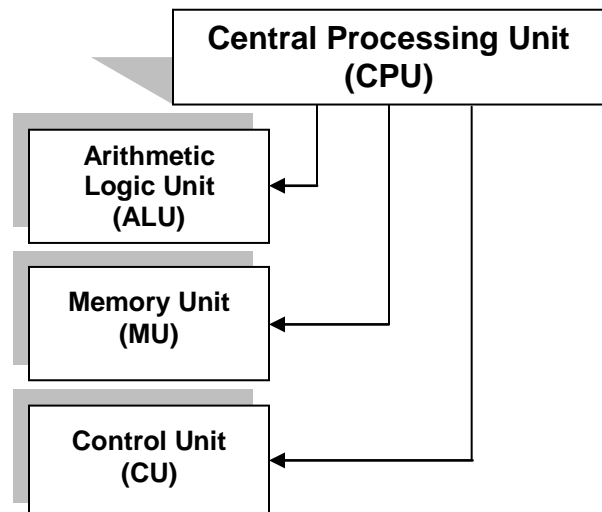 Central Processing Unit
(CPU)
Arithmetic
Logic Unit
(ALU)
Memory Unit
(MU)
Control Unit
(CU)